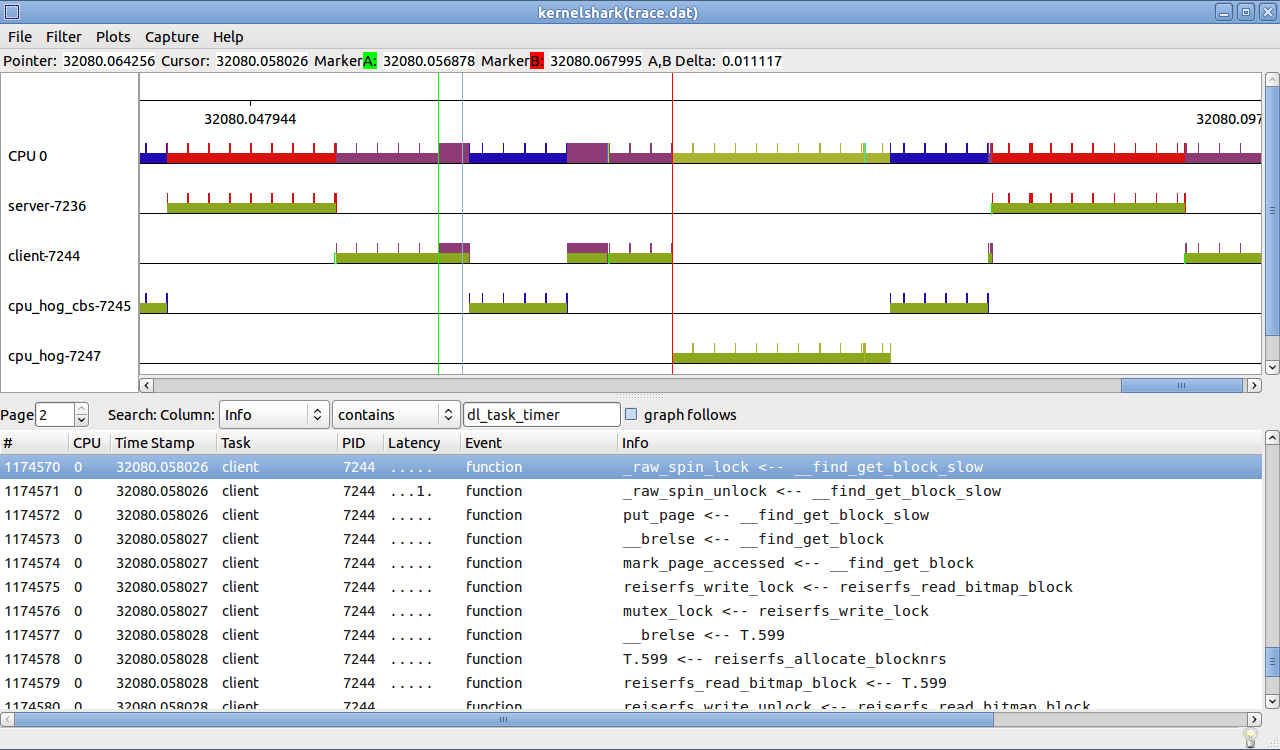 kernelshark(trace.dat)
File Filter Plots Capture Help
Pointer: 32080.064256 Cursor: 32080.058026 MarkerA: 32080.056878 MarkerB: 32080.067995 A,B Delta: 0.011117
32080.047944 32080.097
CPU 0
server-7236
client-7244
cpu_hog_cbs-7245
cpu_hog-7247
Page 2 Search: Column: Info contains dl_task_timer graph follows
# CPU Time Stamp Task PID Latency Event Info
1174570 0 32080.058026 client 7244 ..... function _raw_spin_lock <-- __find_get_block_slow
1174571 0 32080.058026 client 7244 ...1. function _raw_spin_unlock <-- __find_get_block_slow
1174572 0 32080.058026 client 7244 ..... function put_page <-- __find_get_block_slow
1174573 0 32080.058026 client 7244 ..... function __brelse <-- __find_get_block
1174574 0 32080.058027 client 7244 ..... function mark_page_accessed <-- __find_get_block
1174575 0 32080.058027 client 7244 ..... function reiserfs_write_lock <-- reiserfs_read_bitmap_block
1174576 0 32080.058027 client 7244 ..... function mutex_lock <-- reiserfs_write_lock
1174577 0 32080.058028 client 7244 ..... function __brelse <-- T.599
1174578 0 32080.058028 client 7244 ..... function T.599 <-- reiserfs_allocate_blocknrs
1174579 0 32080.058028 client 7244 ..... function reiserfs_read_bitmap_block <-- T.599
1174580 0 32080.058028 client 7244 ..... function reiserfs_write_unlock <-- reiserfs_read_bitmap_block